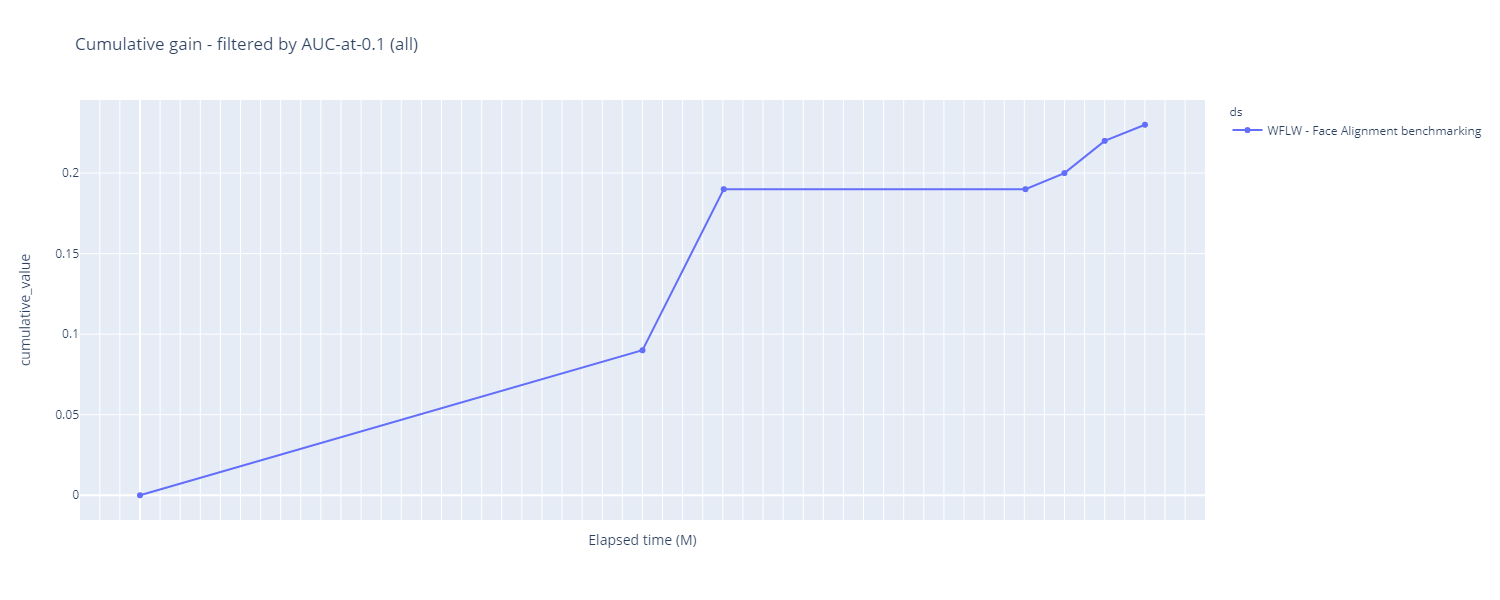 Cumulative gain - filtered by AUC-at-0.1 (all)
ds
WFLW - Face Alignment benchmarking
0.2
0.15
0.1
0.05
0
cumulative_value
Elapsed time (M)